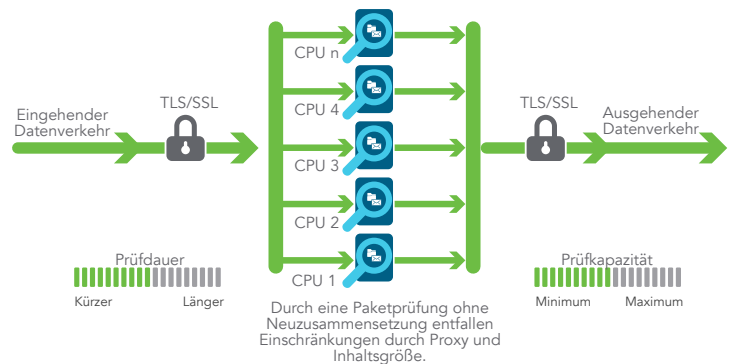 CPU n
CPU 4
CPU 3
CPU 2
CPU 1
Eingehender
Datenverkehr
TLS/SSL
TLS/SSL
Ausgehender
Datenverkehr
Prüfdauer
Kürzer
Länger
Prüfkapazität
Minimum
Maximum
Durch eine Paketprüfung ohne
Neuzusammensetzung entfallen
Einschränkungen durch Proxy und
Inhaltsgröße.